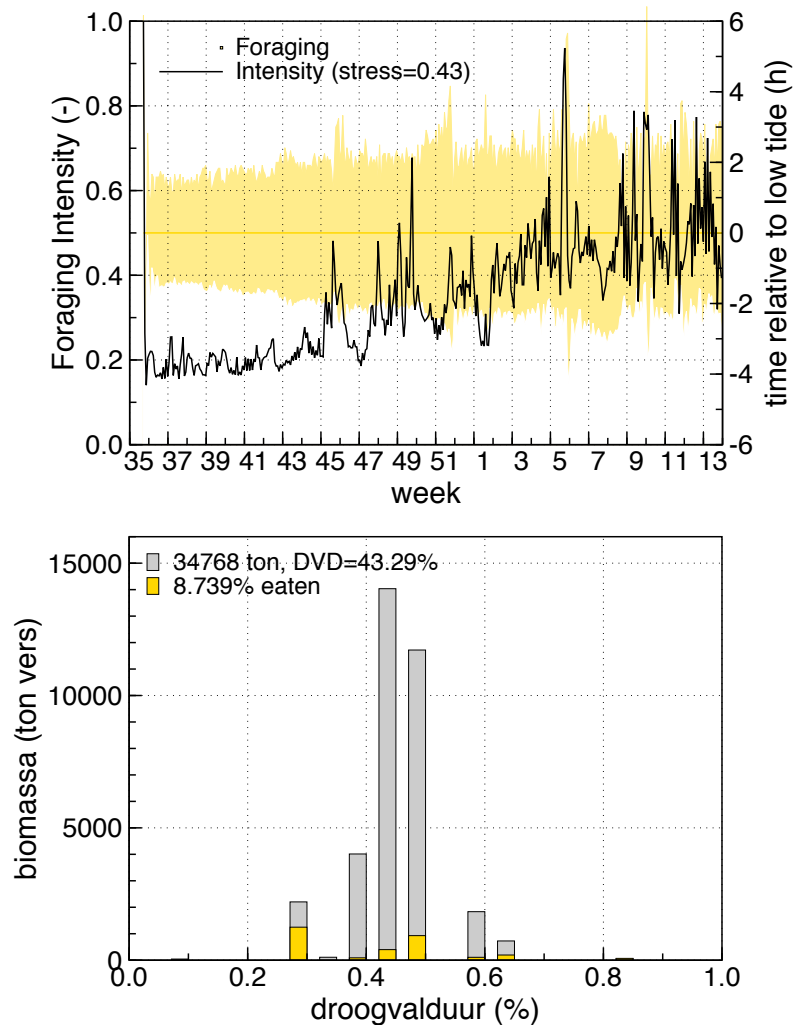 1.0
0.8
0.6
0.4
0.2
0.0
Foraging Intensity (-)
Foraging
Intensity (stress=0.43)
6
4
2
0
-2
-4
-6
time relative to low tide (h)
35 37 39 41 43 45 47 49 51 1 3 5 7 9 11 13
week
15000
10000
5000
0
biomassa (ton vers)
34768 ton, DVD=43.29%
8.739% eaten
0.0 0.2 0.4 0.6 0.8 1.0
droogvalduur (%)